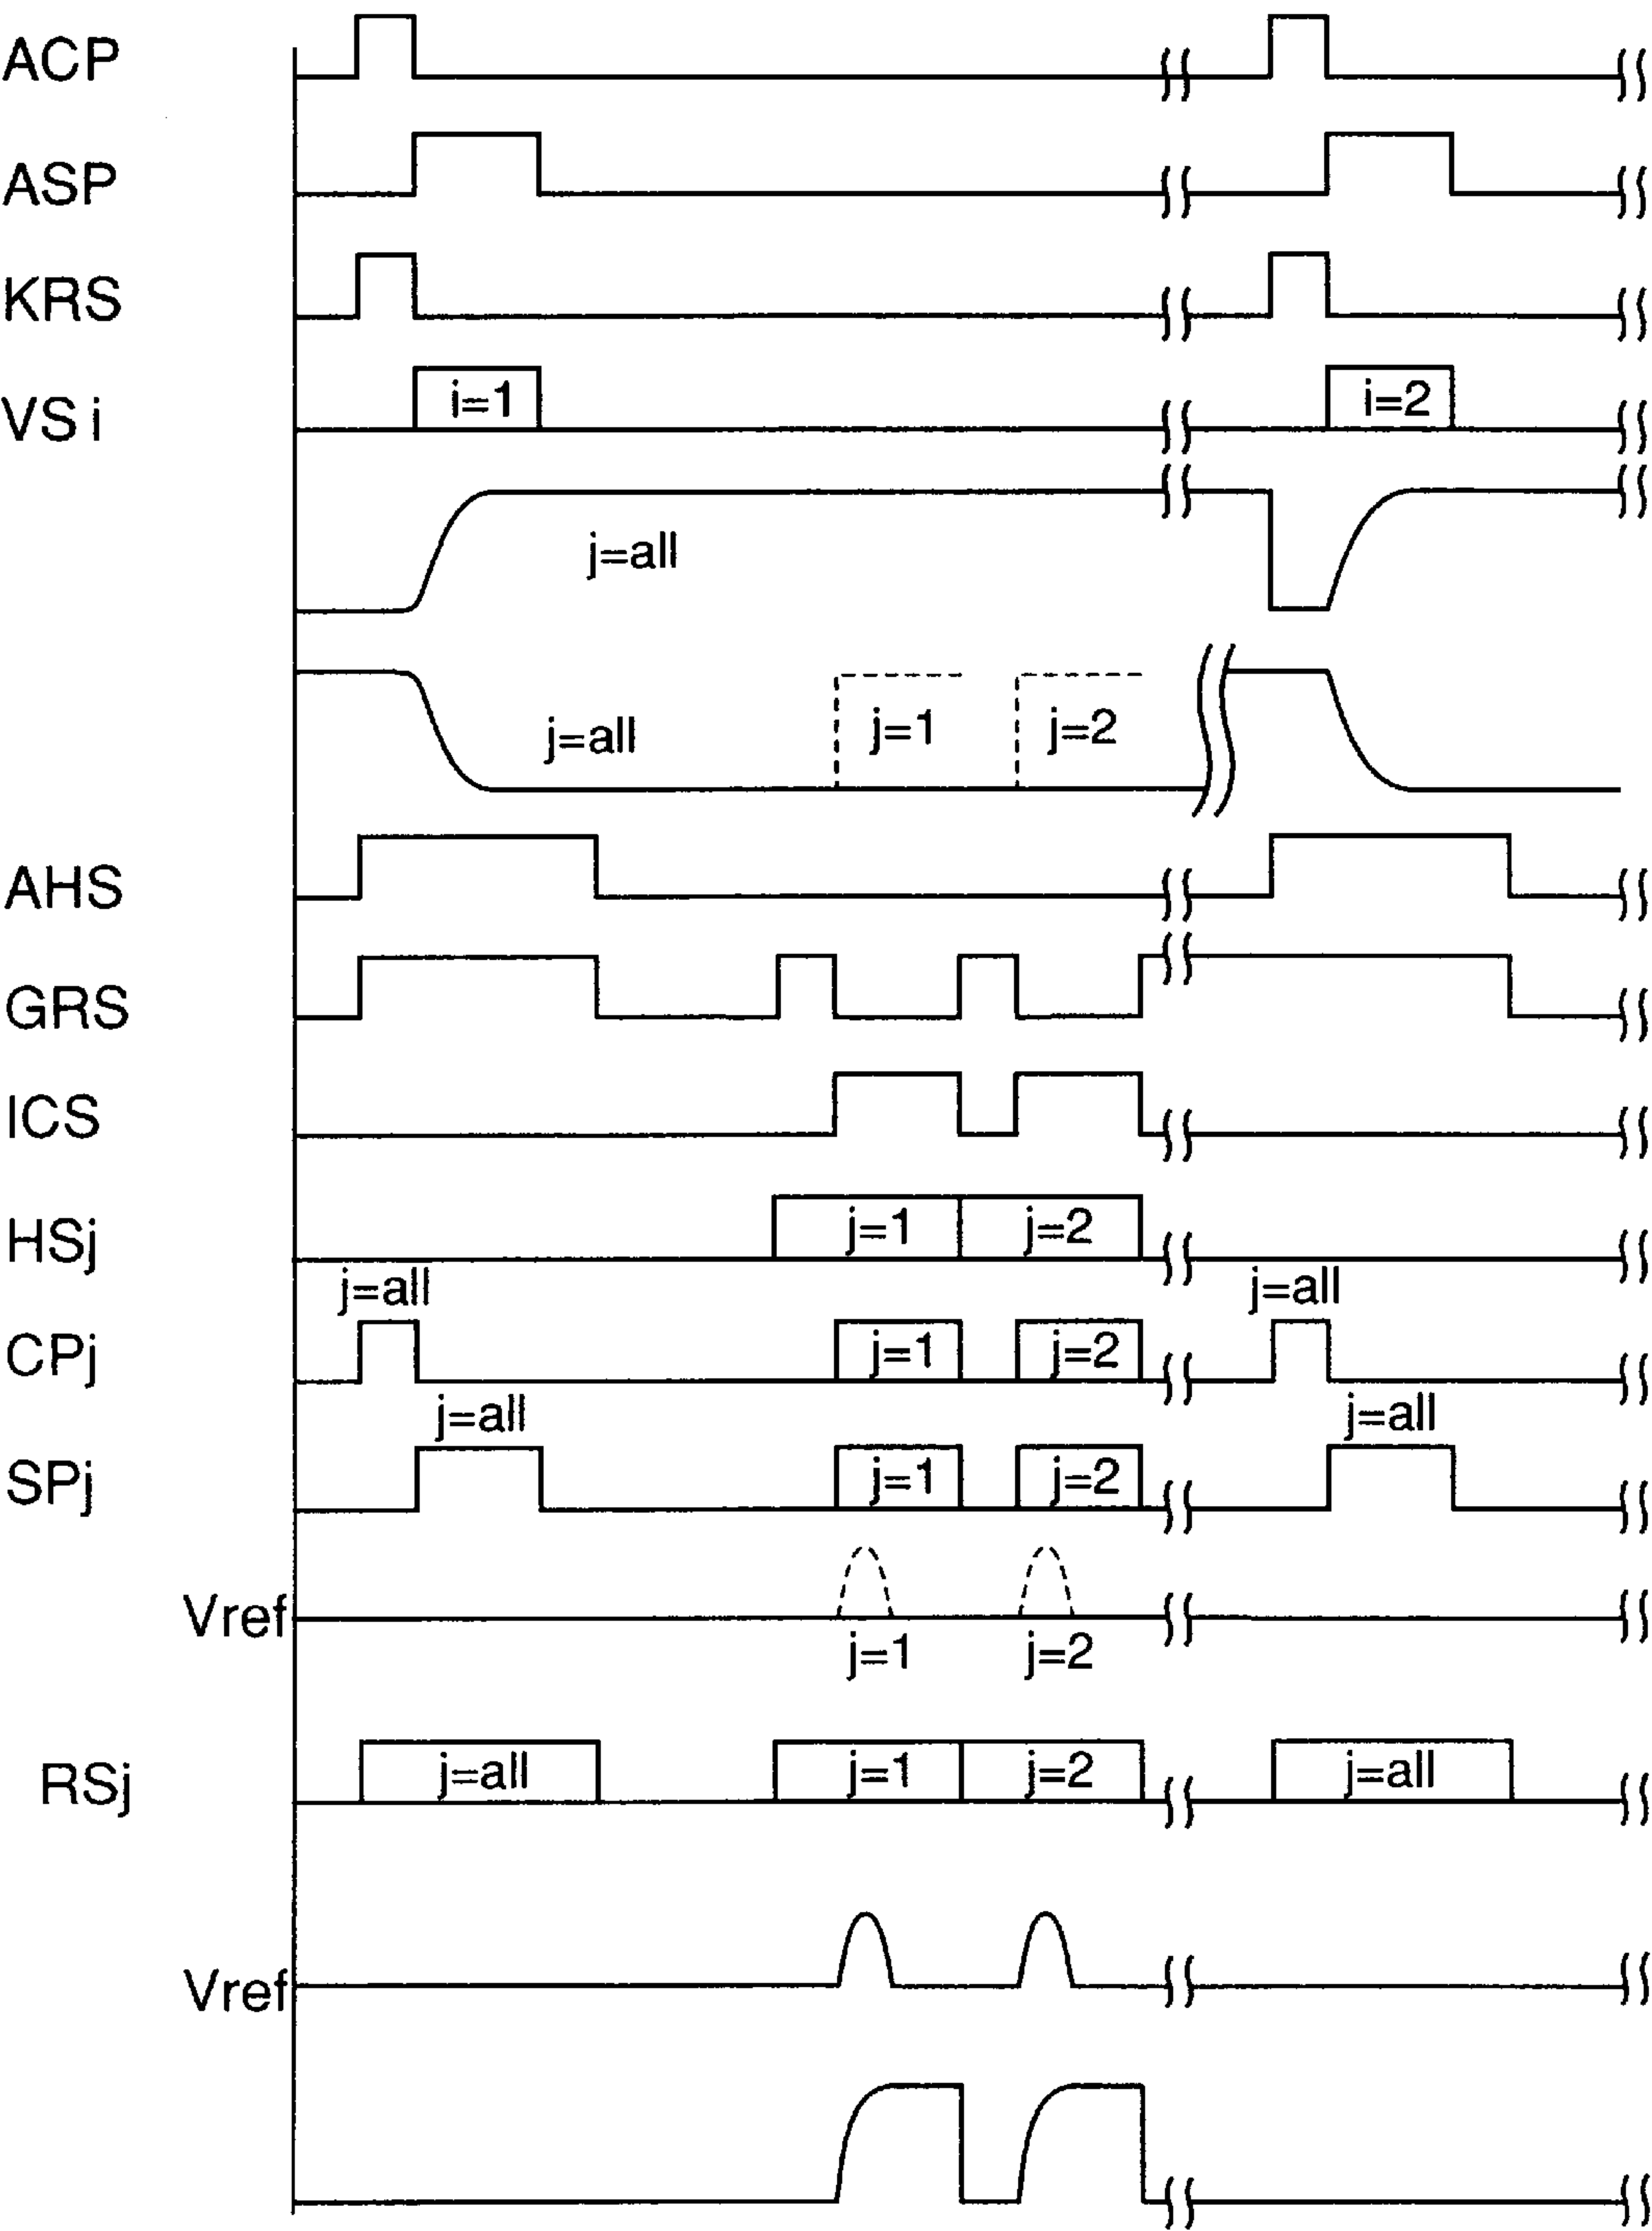 ACP
ASP
KRS
VSi i=1 i=2
j=all
j=all j=1 j=2
AHS
GRS
ICS
HSj j=1 j=2
j=all j=all
CPj j=1 j=2
j=all j=all
SPj j=1 j=2
Vref
j=1 j=2
RSj j=all j=1 j=2 j=all
Vref